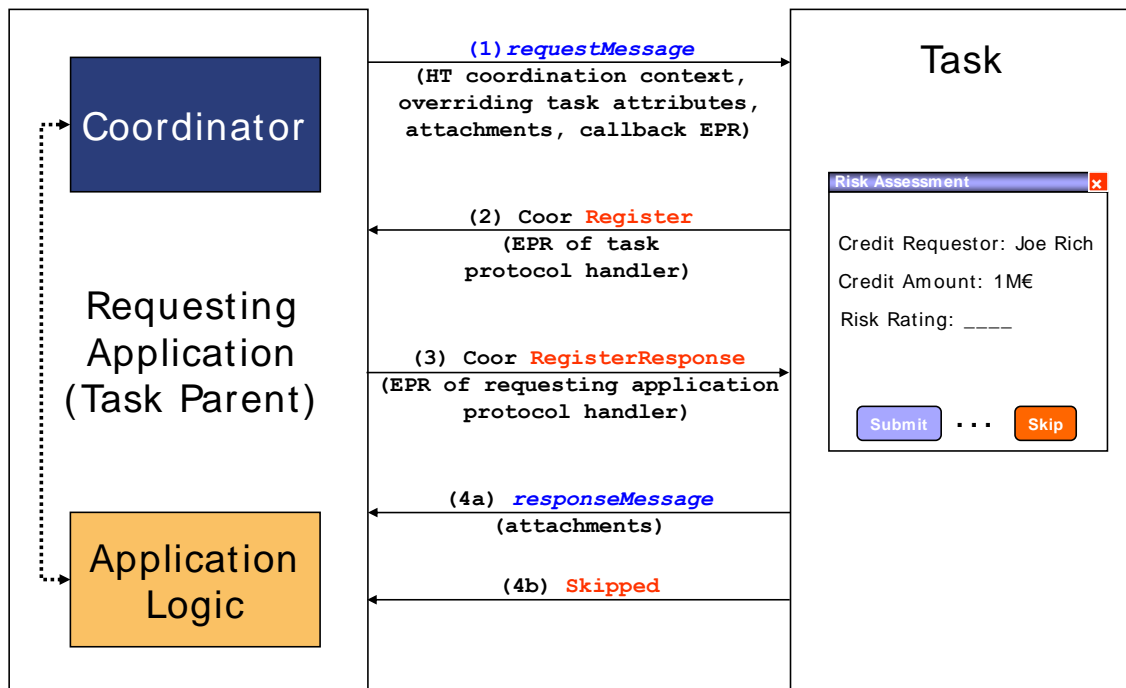 Coordinator
Requesting
Application
(Task Parent)
Application
Logic
(1)requestMessage
(HT coordination context,
overriding task attributes,
attachments, callback EPR)
(2) Coor Register
(EPR of task
protocol handler)
(3) Coor RegisterResponse
(EPR of requesting application
protocol handler)
(4a) responseMessage
(attachments)
(4b) Skipped
Task
Risk Assessment
x
Credit Requestor: Joe Rich
Credit Amount: 1M€
Risk Rating: ____
Submit ... Skip